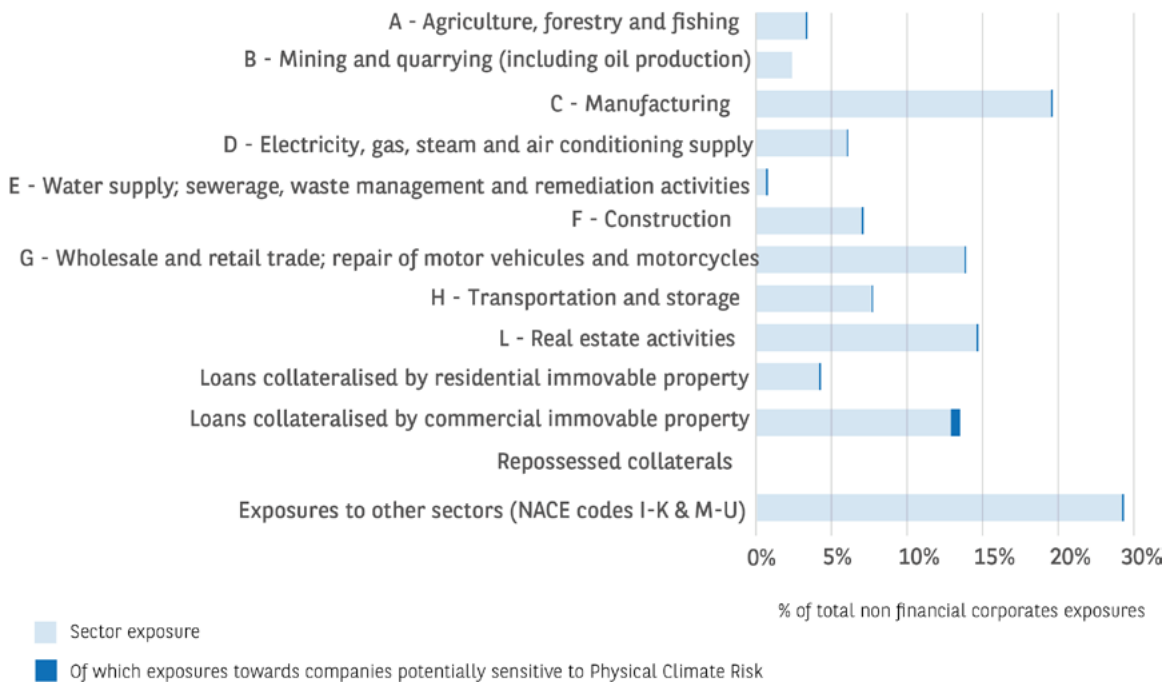 A - Agriculture, forestry and fishing
B - Mining and quarrying (including oil production)
C - Manufacturing
D - Electricity, gas, steam and air conditioning supply
E - Water supply; sewerage, waste management and remediation activities
F - Construction
G - Wholesale and retail trade; repair of motor vehicules and motorcycles
H - Transportation and storage
L - Real estate activities
Loans collateralised by residential immovable property
Loans collateralised by commercial immovable property
Repossessed collaterals
Exposures to other sectors (NACE codes I-K & M-U)
0% 5% 10% 15% 20% 30%
% of total non financial corporates exposures
Sector exposure
Of which exposures towards companies potentially sensitive to Physical Climate Risk